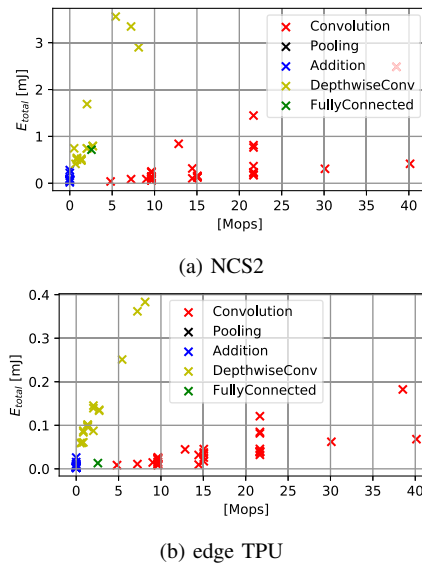 3
2
1
0
E_total [mJ]
Convolution
Pooling
Addition
DepthwiseConv
FullyConnected
0 5 10 15 20 25 30 35 40
[Mops]
(a) NCS2
0.4
0.3
0.2
0.1
0.0
E_total [mJ]
Convolution
Pooling
Addition
DepthwiseConv
FullyConnected
0 5 10 15 20 25 30 35 40
[Mops]
(b) edge TPU